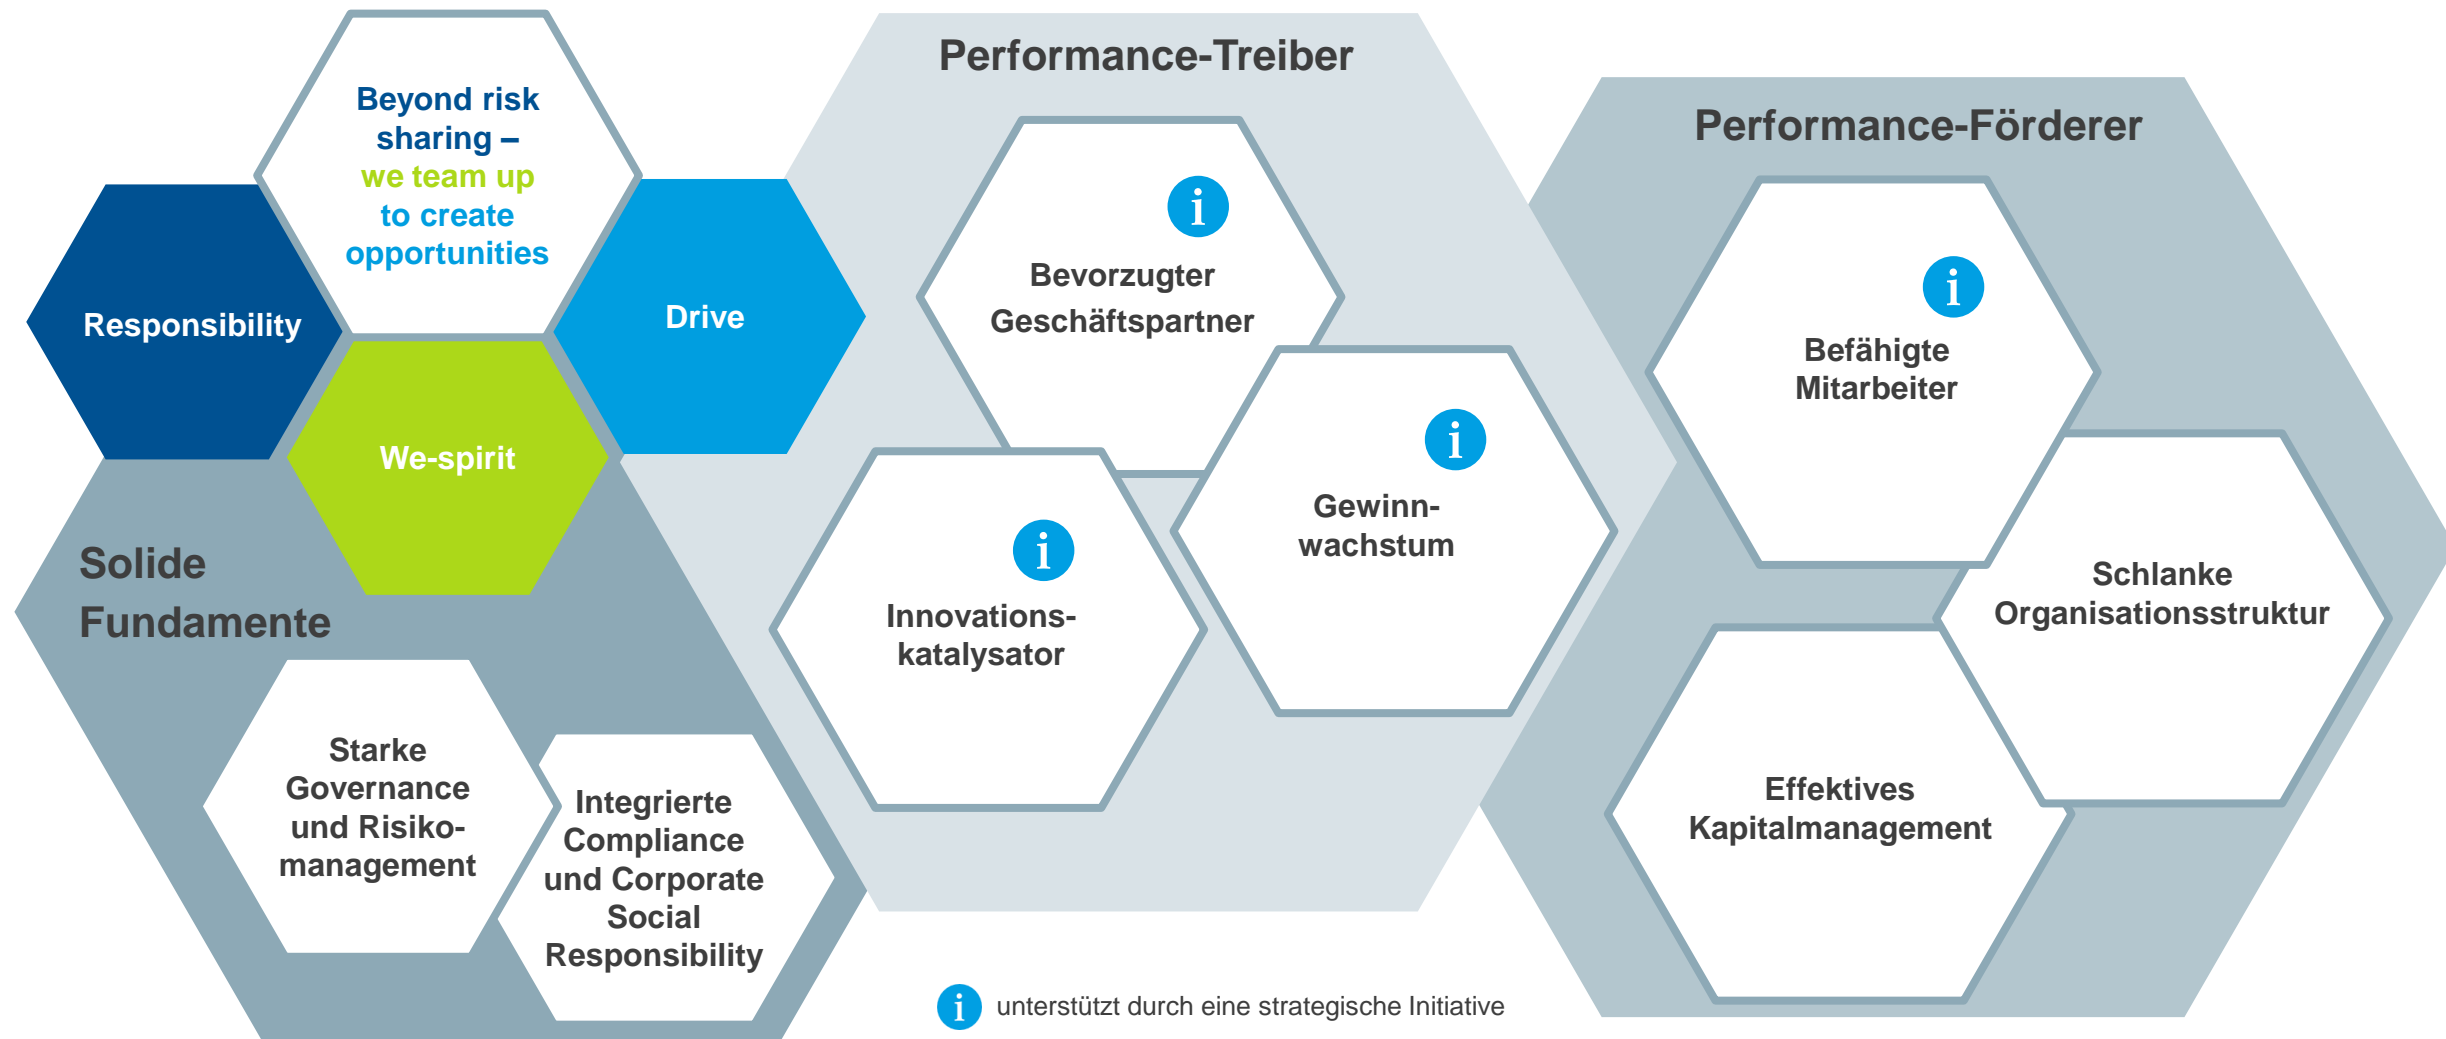 Beyond risk
sharing –
we team up
to create
opportunities
Responsibility
Drive
We-spirit
Solide
Fundamente
Starke
Governance
und Risiko-
management
Integrierte
Compliance
und Corporate
Social
Responsibility
Performance-Treiber
i
Bevorzugter
Geschäftspartner
i
Gewinn-
wachstum
i
Innovations-
katalysator
Performance-Förderer
i
Befähigte
Mitarbeiter
Schlanke
Organisationsstruktur
Effektives
Kapitalmanagement
i unterstützt durch eine strategische Initiative